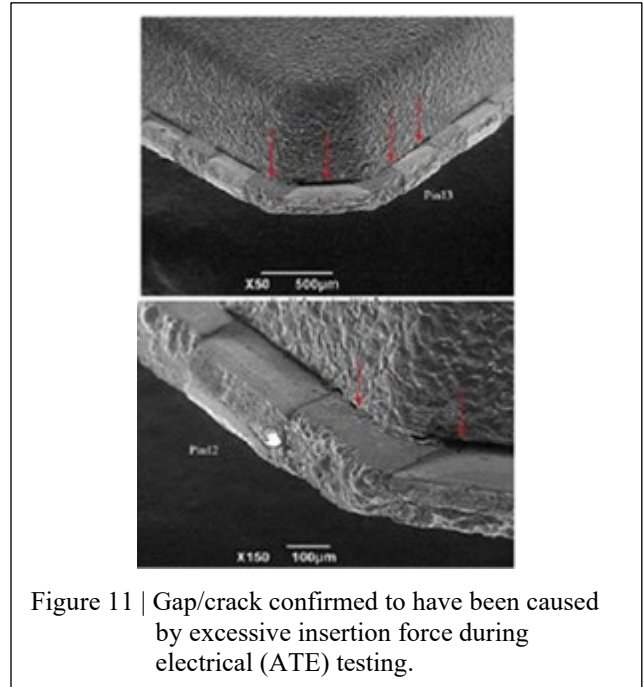 Pin13
X50 500µm
Pin12
X150 100µm
Figure 11 | Gap/crack confirmed to have been caused
by excessive insertion force during
electrical (ATE) testing.